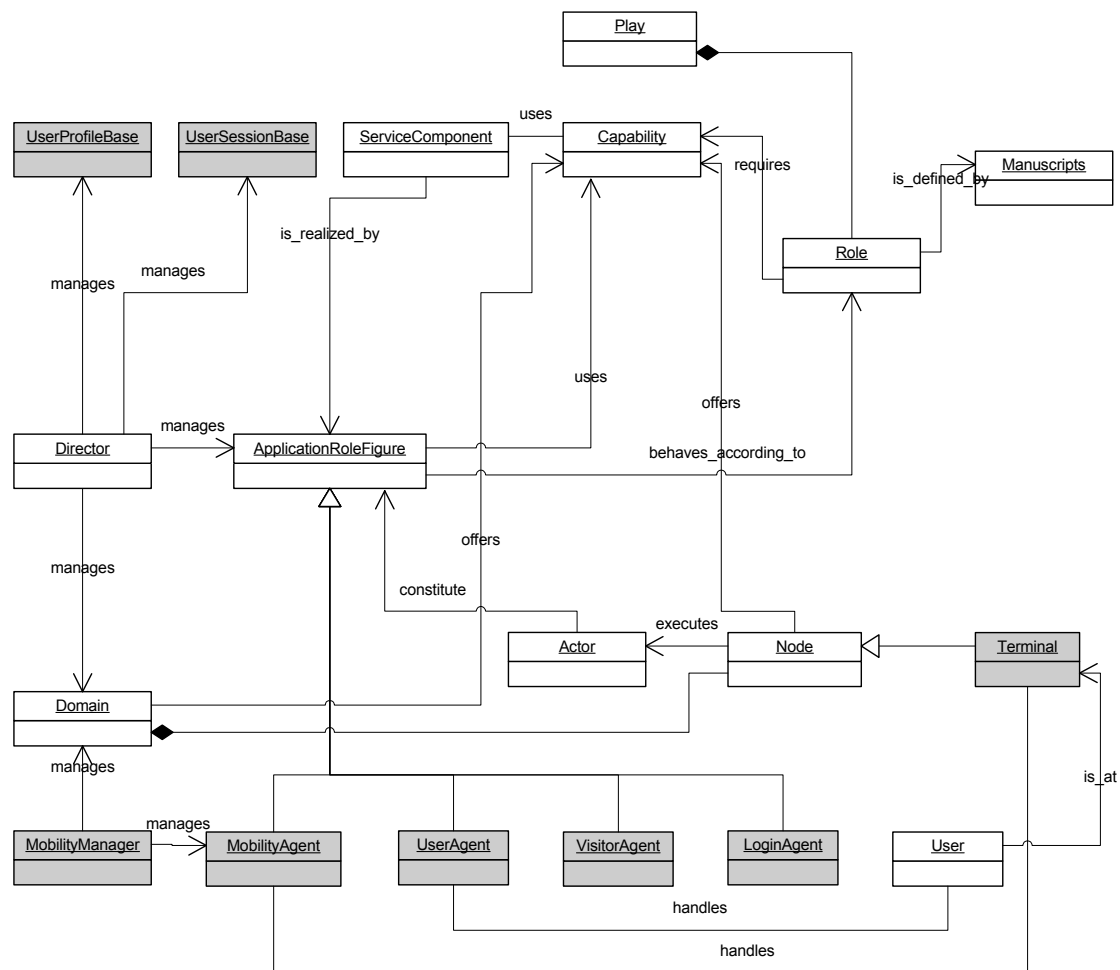 Play
uses
UserProfileBase
UserSessionBase
ServiceComponent
Capability
requires
Manuscripts
is_defined_by
is_realized_by
Role
manages
manages
uses
offers
Director
manages
ApplicationRoleFigure
behaves_according_to
offers
manages
constitute
executes
Actor
Node
Terminal
Domain
manages
is_at
manages
MobilityManager
MobilityAgent
UserAgent
VisitorAgent
LoginAgent
User
handles
handles